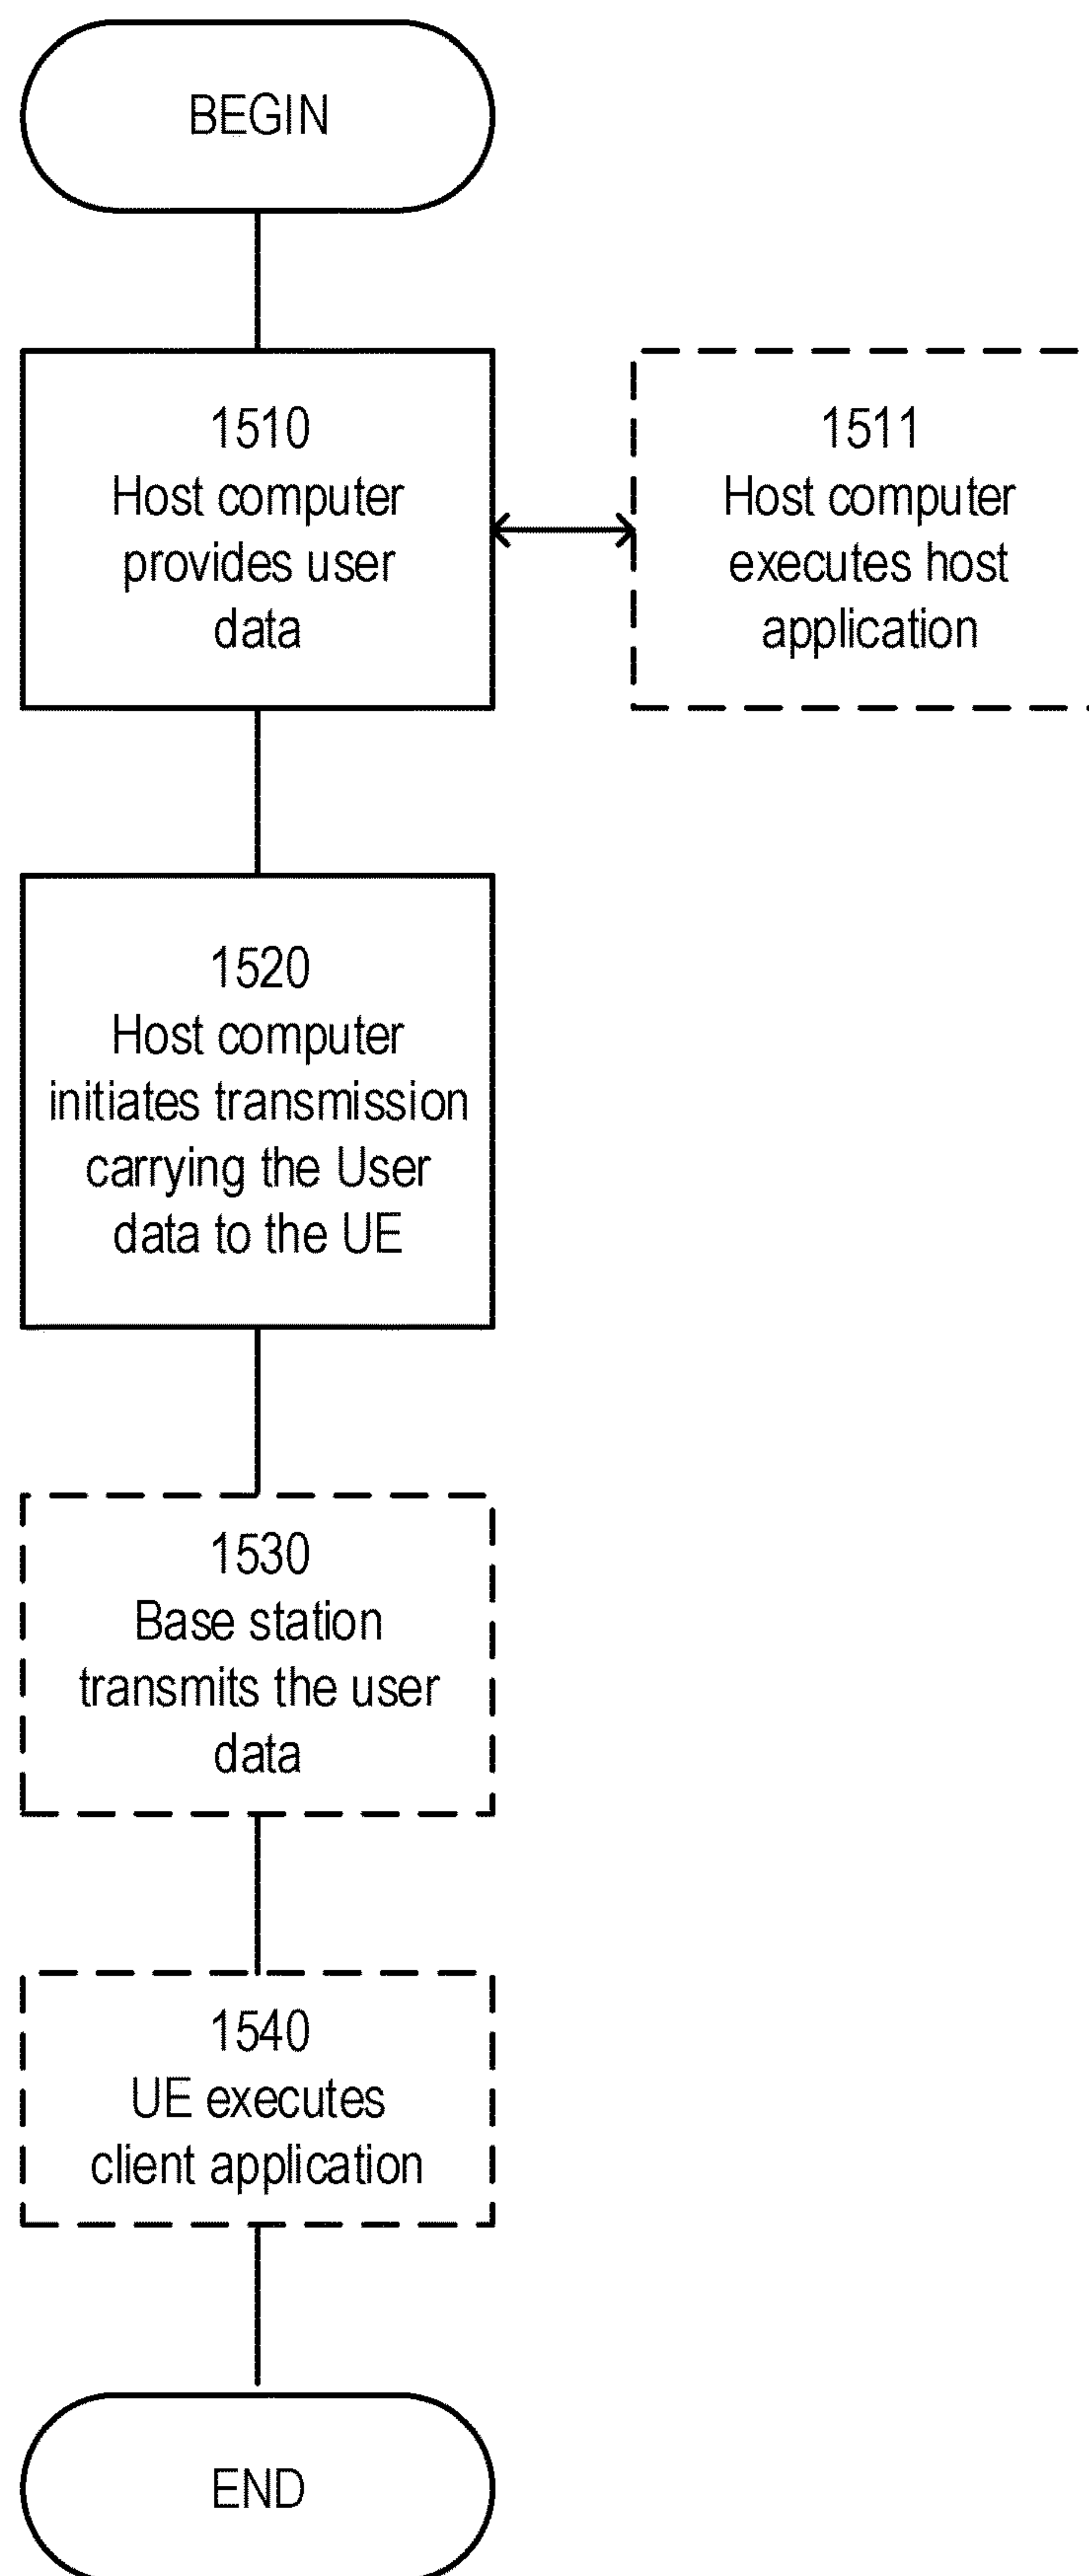 BEGIN
1510
Host computer
provides user
data
1511
Host computer
executes host
application
1520
Host computer
initiates transmission
carrying the User
data to the UE
1530
Base station
transmits the user
data
1540
UE executes
client application
END